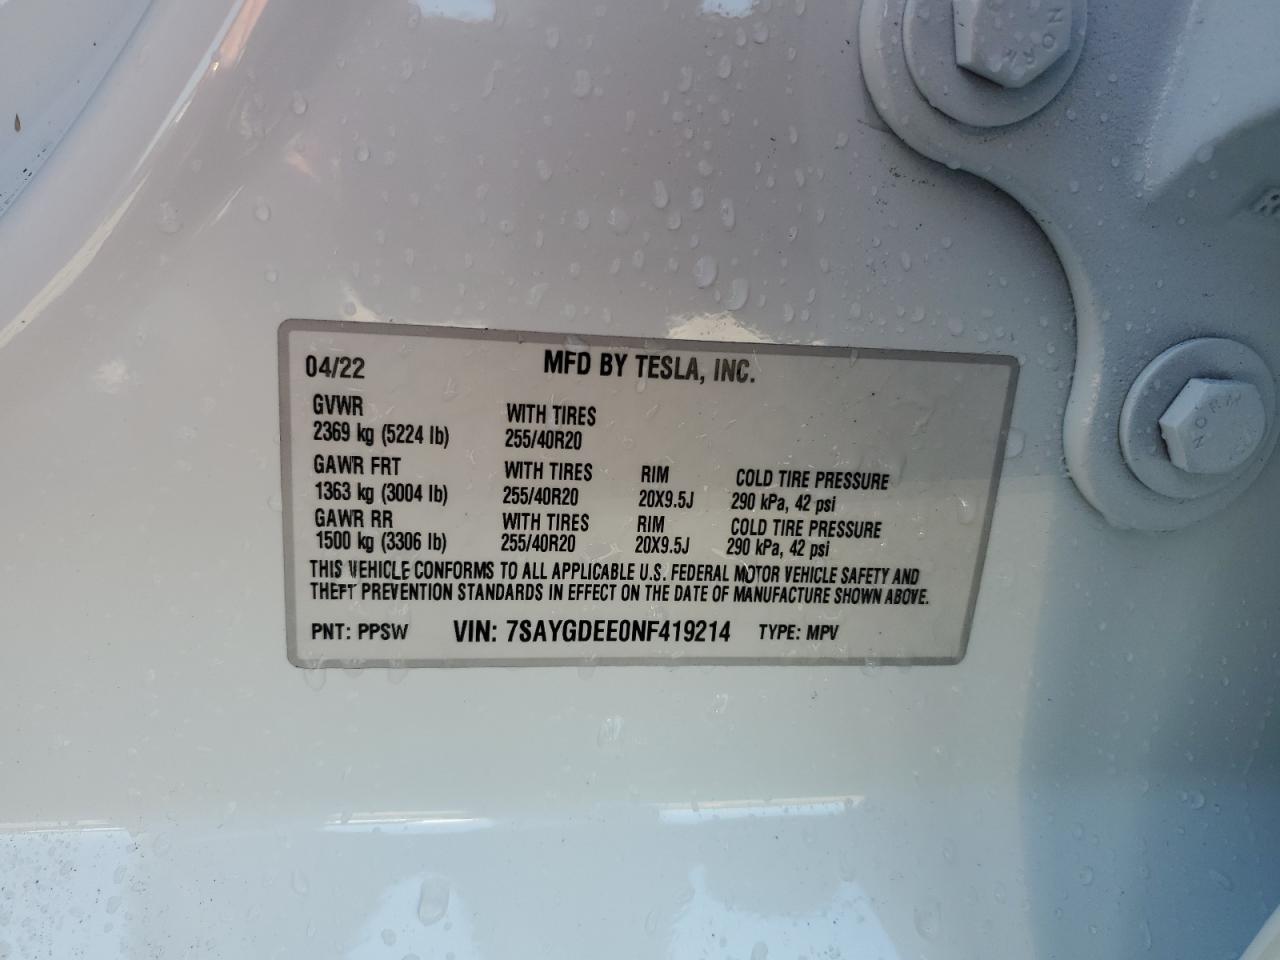 04/22 MFD BY TESLA, INC.
GVWR WITH TIRES
2369 kg (5224 lb) 255/40R20
GAWR FRT WITH TIRES RIM COLD TIRE PRESSURE
1363 kg (3004 lb) 255/40R20 20X9.5J 290 kPa, 42 psi
GAWR RR WITH TIRES RIM COLD TIRE PRESSURE
1500 kg (3306 lb) 255/40R20 20X9.5J 290 kPa, 42 psi
THIS VEHICLE CONFORMS TO ALL APPLICABLE U.S. FEDERAL MOTOR VEHICLE SAFETY AND
THEFT PREVENTION STANDARDS IN EFFECT ON THE DATE OF MANUFACTURE SHOWN ABOVE.
PNT: PPSW VIN: 7SAYGDEE0NF419214 TYPE: MPV